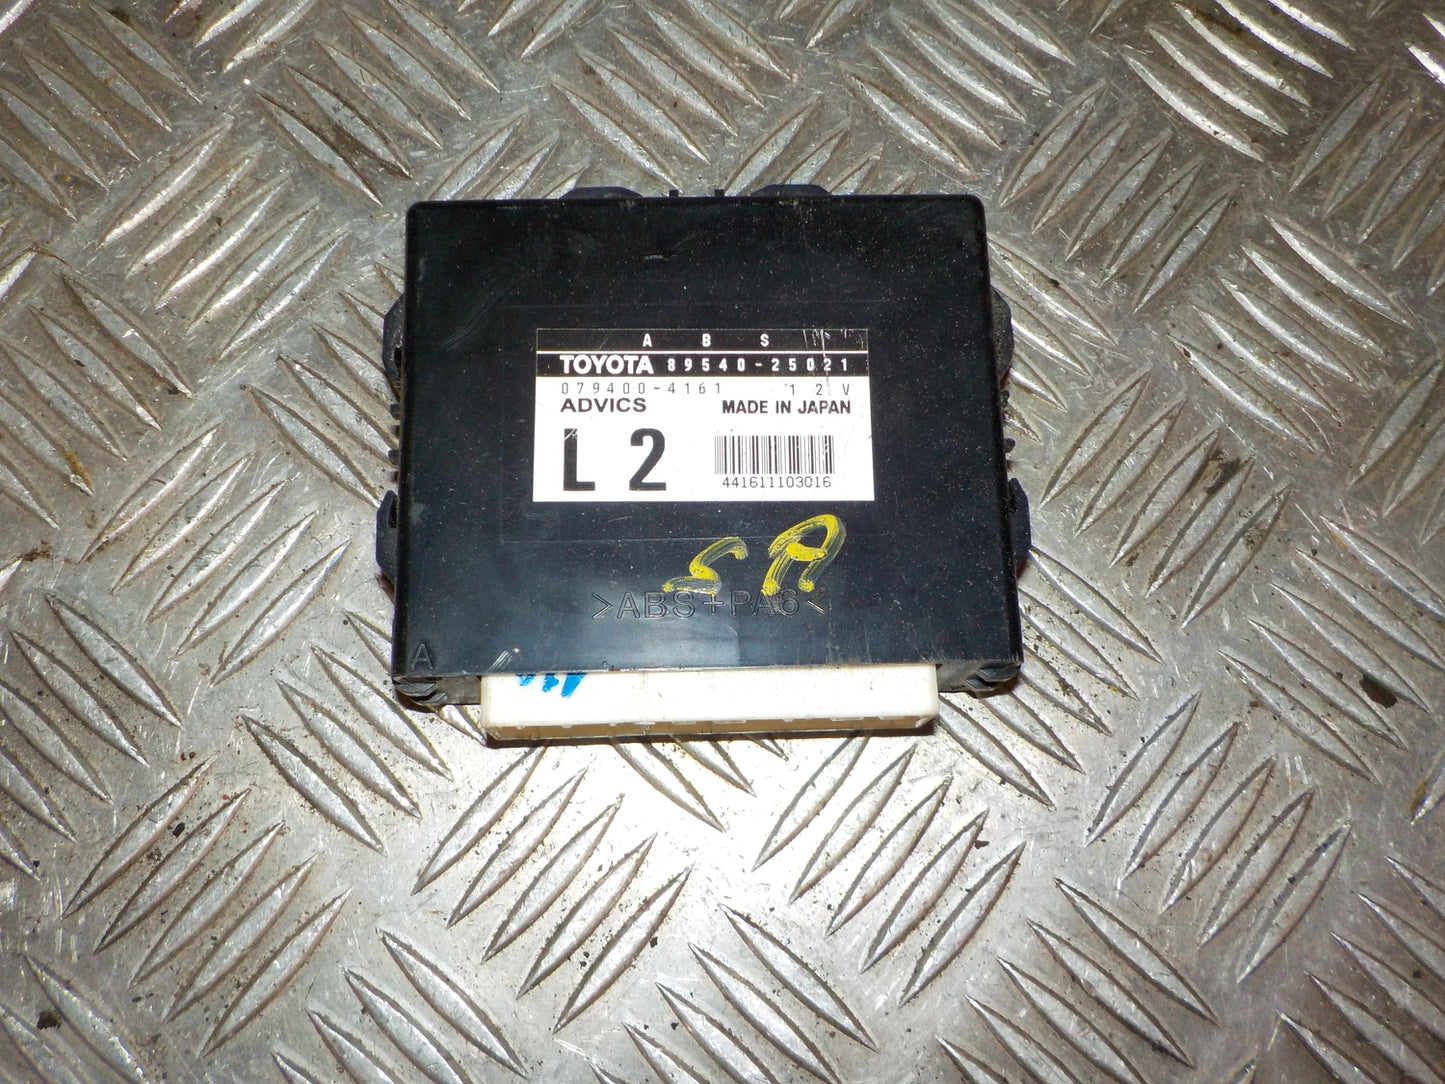 A B S
TOYOTA 89540-25021
079400-4161 12V
ADVICS MADE IN JAPAN
L 2
441611103016
>ABS+PA6<
A